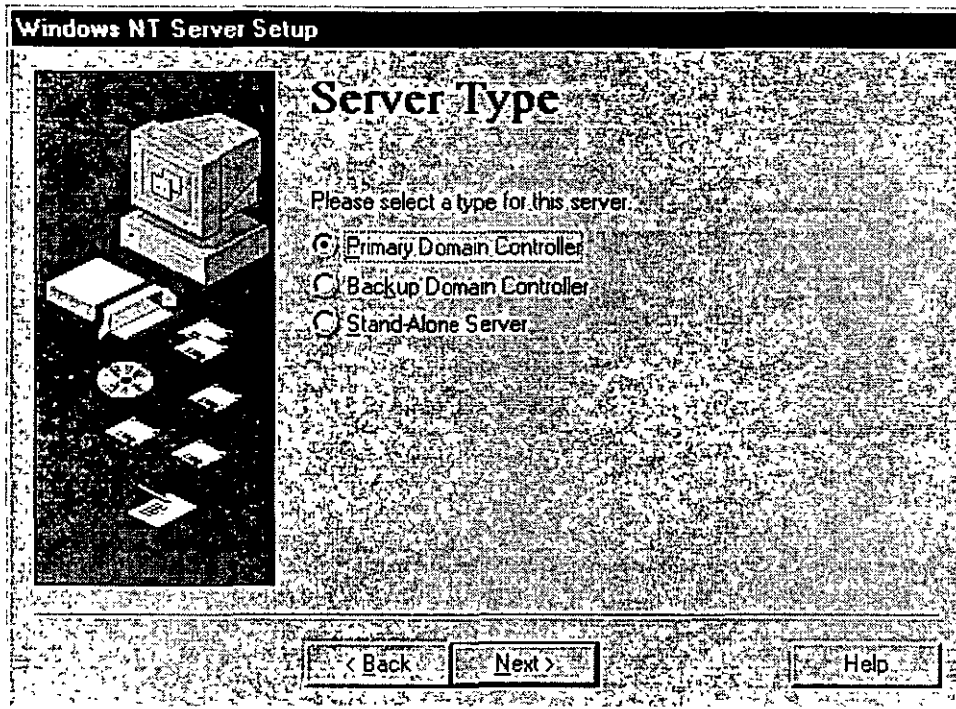 Windows NT Server Setup
Server Type
Please select a type for this server.
Primary Domain Controller
Backup Domain Controller
Stand-Alone Server
< Back
Next >
Help